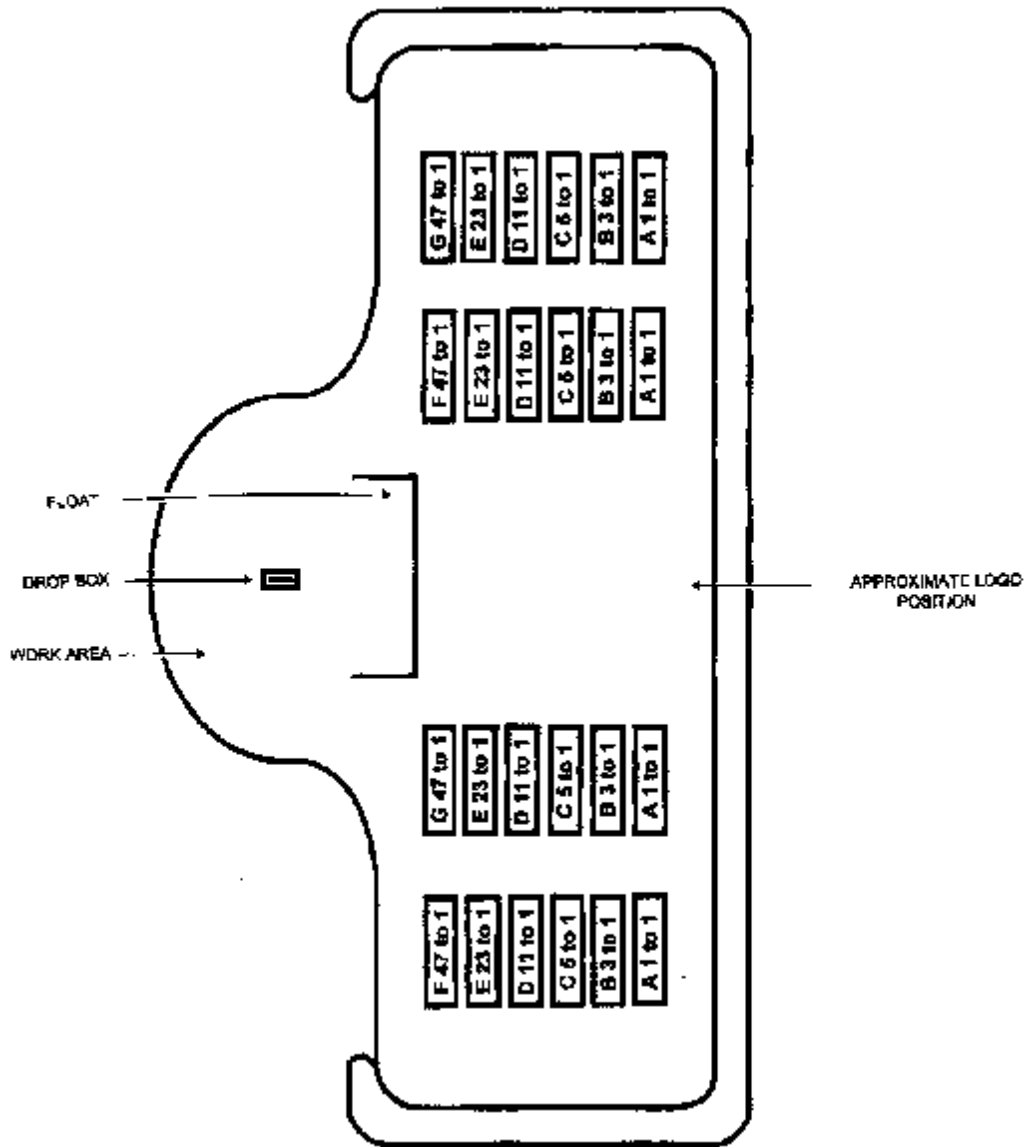 G 47 to 1
E 23 to 1
D 11 to 1
C 5 to 1
B 3 to 1
A 1 to 1
F 47 to 1
E 23 to 1
D 11 to 1
C 5 to 1
B 3 to 1
A 1 to 1
FLOAT
DROP BOX
WORK AREA
APPROXIMATE LOGO
POSITION
G 47 to 1
E 23 to 1
D 11 to 1
C 5 to 1
B 3 to 1
A 1 to 1
F 47 to 1
E 23 to 1
D 11 to 1
C 5 to 1
B 3 to 1
A 1 to 1